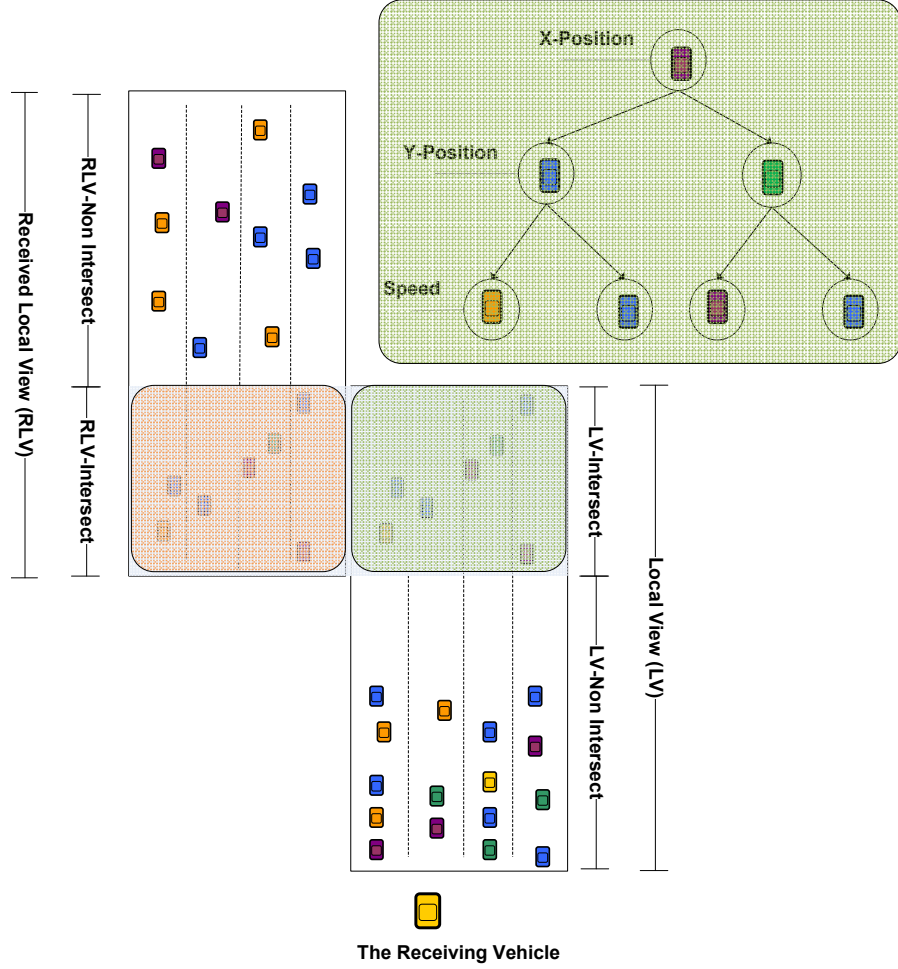 X-Position
Y-Position
Speed
Received Local View (RLV)
RLV-Non Intersect
RLV-Intersect
LV-Intersect
LV-Non Intersect
Local View (LV)
The Receiving Vehicle